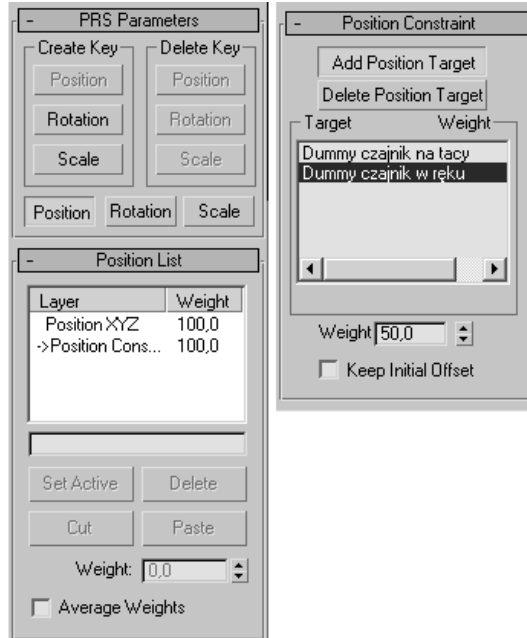 - PRS Parameters
Create Key Delete Key
Position Position
Rotation Rotation
Scale Scale
Position Rotation Scale
- Position List
Layer Weight
Position XYZ 100,0
->Position Cons... 100,0
Set Active Delete
Cut Paste
Weight: 0,0
Average Weights
- Position Constraint
Add Position Target
Delete Position Target
Target Weight
Dummy czajnik na tacy
Dummy czajnik w ręku
Weight 50,0
Keep Initial Offset